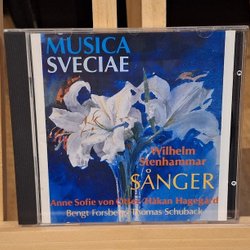 MUSICA
SVECIAE
Wilhelm
Stenhammar
SÅNGER
Anne Sofie von Otter Håkan Hagegård
Bengt Forsberg Thomas Schuback